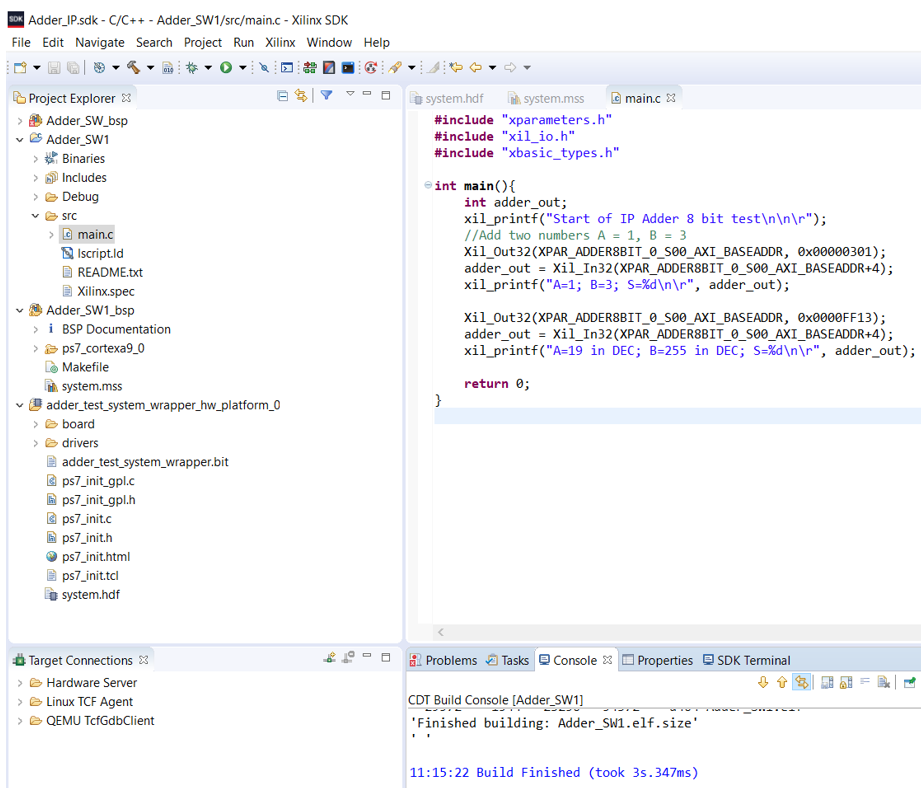 SDK Adder_IP.sdk - C/C++ - Adder_SW1/src/main.c - Xilinx SDK
File Edit Navigate Search Project Run Xilinx Window Help
Project Explorer
Adder_SW_bsp
Adder_SW1
Binaries
Includes
Debug
src
main.c
lscript.ld
README.txt
Xilinx.spec
Adder_SW1_bsp
BSP Documentation
ps7_cortexa9_0
Makefile
system.mss
adder_test_system_wrapper_hw_platform_0
board
drivers
adder_test_system_wrapper.bit
ps7_init_gpl.c
ps7_init_gpl.h
ps7_init.c
ps7_init.h
ps7_init.html
ps7_init.tcl
system.hdf
system.hdf system.mss main.c
#include "xparameters.h"
#include "xil_io.h"
#include "xbasic_types.h"
int main(){
int adder_out;
xil_printf("Start of IP Adder 8 bit test\n\n\r");
//Add two numbers A = 1, B = 3
Xil_Out32(XPAR_ADDER8BIT_0_S00_AXI_BASEADDR, 0x00000301);
adder_out = Xil_In32(XPAR_ADDER8BIT_0_S00_AXI_BASEADDR+4);
xil_printf("A=1; B=3; S=%d\n\r", adder_out);
Xil_Out32(XPAR_ADDER8BIT_0_S00_AXI_BASEADDR, 0x0000FF13);
adder_out = Xil_In32(XPAR_ADDER8BIT_0_S00_AXI_BASEADDR+4);
xil_printf("A=19 in DEC; B=255 in DEC; S=%d\n\r", adder_out);
return 0;
}
Target Connections
Hardware Server
Linux TCF Agent
QEMU TcfGdbClient
Problems Tasks Console Properties SDK Terminal
CDT Build Console [Adder_SW1]
'Finished building: Adder_SW1.elf.size'
' '
11:15:22 Build Finished (took 3s.347ms)